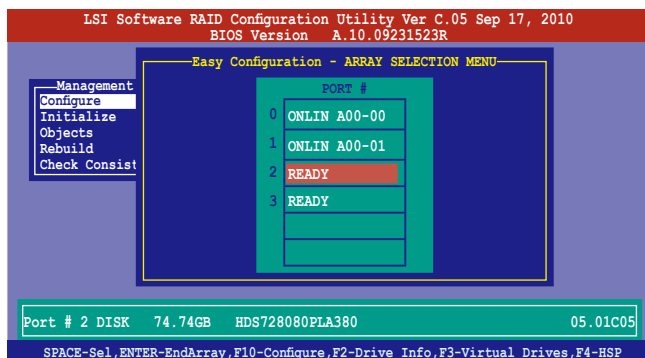 LSI Software RAID Configuration Utility Ver C.05 Sep 17, 2010
BIOS Version A.10.09231523R
Easy Configuration - ARRAY SELECTION MENU
Management
Configure
Initialize
Objects
Rebuild
Check Consist
PORT #
0 ONLIN A00-00
1 ONLIN A00-01
2 READY
3 READY
Port # 2 DISK 74.74GB HDS728080PLA380 05.01C05
SPACE-Sel,ENTER-EndArray,F10-Configure,F2-Drive Info,F3-Virtual Drives,F4-HSP